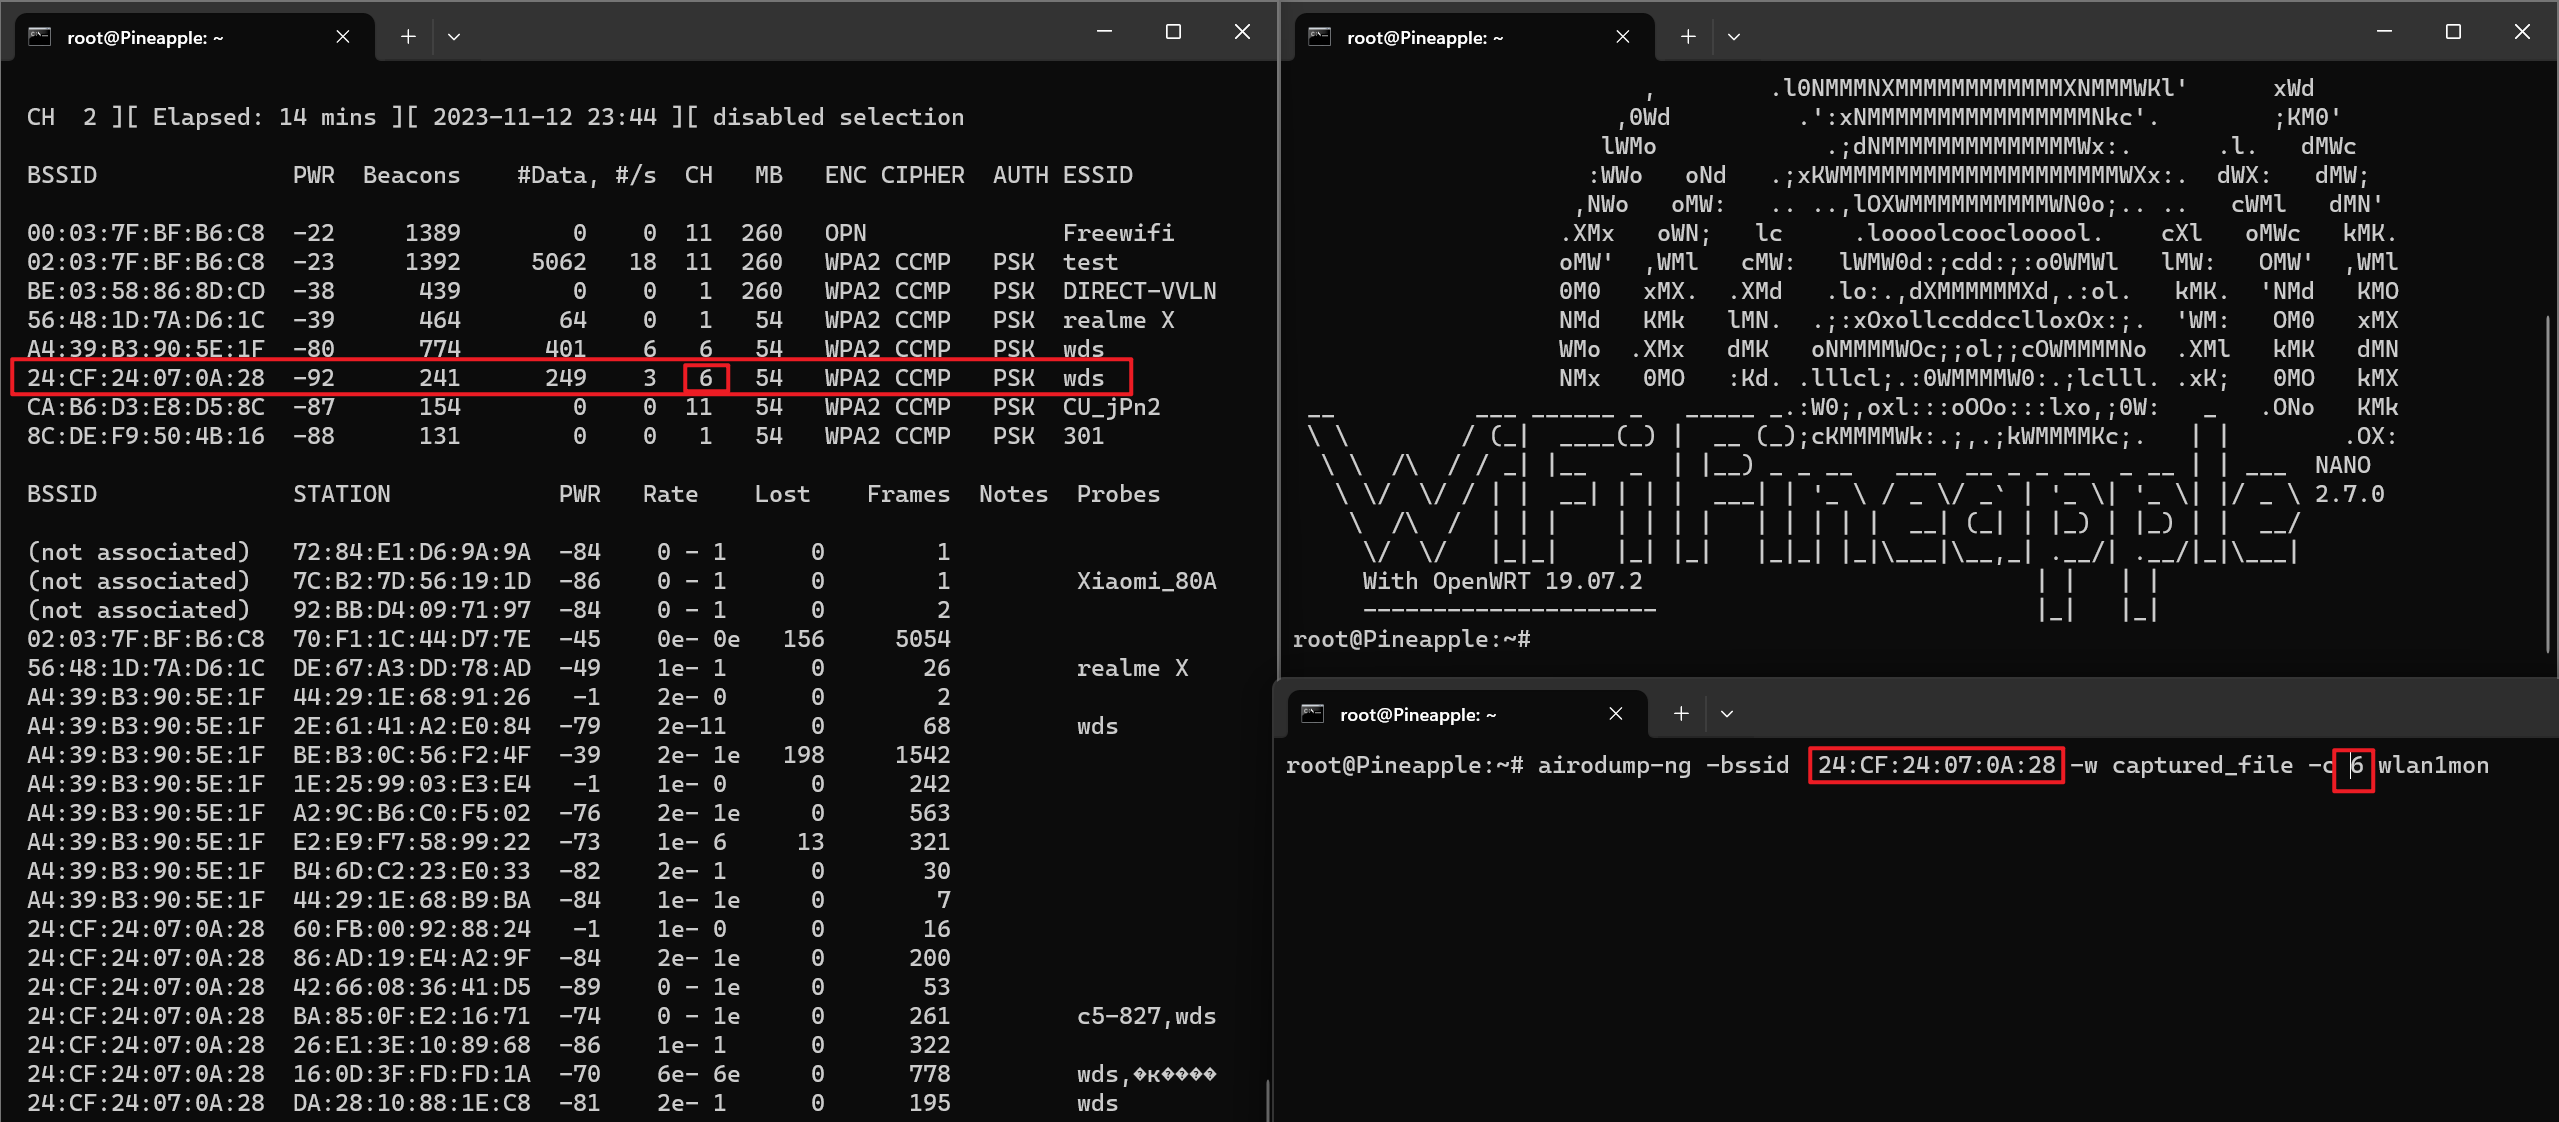 root@Pineapple: ~
CH  2 ][ Elapsed: 14 mins ][ 2023-11-12 23:44 ][ disabled selection
BSSID              PWR  Beacons    #Data, #/s  CH   MB   ENC CIPHER  AUTH ESSID
00:03:7F:BF:B6:C8  -22     1389        0    0  11  260   OPN              Freewifi
02:03:7F:BF:B6:C8  -23     1392     5062   18  11  260   WPA2 CCMP   PSK  test
BE:03:58:86:8D:CD  -38      439        0    0   1  260   WPA2 CCMP   PSK  DIRECT-VVLN
56:48:1D:7A:D6:1C  -39      464       64    0   1   54   WPA2 CCMP   PSK  realme X
A4:39:B3:90:5E:1F  -80      774      401    6   6   54   WPA2 CCMP   PSK  wds
24:CF:24:07:0A:28  -92      241      249    3   6   54   WPA2 CCMP   PSK  wds
CA:B6:D3:E8:D5:8C  -87      154        0    0  11   54   WPA2 CCMP   PSK  CU_jPn2
8C:DE:F9:50:4B:16  -88      131        0    0   1   54   WPA2 CCMP   PSK  301
BSSID              STATION            PWR   Rate    Lost    Frames  Notes  Probes
(not associated)   72:84:E1:D6:9A:9A  -84    0 - 1      0        1
(not associated)   7C:B2:7D:56:19:1D  -86    0 - 1      0        1         Xiaomi_80A
(not associated)   92:BB:D4:09:71:97  -84    0 - 1      0        2
02:03:7F:BF:B6:C8  70:F1:1C:44:D7:7E  -45    0e- 0e   156     5054
56:48:1D:7A:D6:1C  DE:67:A3:DD:78:AD  -49    1e- 1      0       26         realme X
A4:39:B3:90:5E:1F  44:29:1E:68:91:26   -1    2e- 0      0        2
A4:39:B3:90:5E:1F  2E:61:41:A2:E0:84  -79    2e-11      0       68         wds
A4:39:B3:90:5E:1F  BE:B3:0C:56:F2:4F  -39    2e- 1e   198     1542
A4:39:B3:90:5E:1F  1E:25:99:03:E3:E4   -1    1e- 0      0      242
A4:39:B3:90:5E:1F  A2:9C:B6:C0:F5:02  -76    2e- 1e     0      563
A4:39:B3:90:5E:1F  E2:E9:F7:58:99:22  -73    1e- 6     13      321
A4:39:B3:90:5E:1F  B4:6D:C2:23:E0:33  -82    2e- 1      0       30
A4:39:B3:90:5E:1F  44:29:1E:68:B9:BA  -84    1e- 1e     0        7
24:CF:24:07:0A:28  60:FB:00:92:88:24   -1    1e- 0      0       16
24:CF:24:07:0A:28  86:AD:19:E4:A2:9F  -84    2e- 1e     0      200
24:CF:24:07:0A:28  42:66:08:36:41:D5  -89    0 - 1e     0       53
24:CF:24:07:0A:28  BA:85:0F:E2:16:71  -74    0 - 1e     0      261         c5-827,wds
24:CF:24:07:0A:28  26:E1:3E:10:89:68  -86    1e- 1      0      322
24:CF:24:07:0A:28  16:0D:3F:FD:FD:1A  -70    6e- 6e     0      778         wds,�к����
24:CF:24:07:0A:28  DA:28:10:88:1E:C8  -81    2e- 1      0      195         wds
root@Pineapple: ~
WiFi Pineapple NANO
2.7.0
With OpenWRT 19.07.2
root@Pineapple:~#
root@Pineapple: ~
root@Pineapple:~# airodump-ng -bssid  24:CF:24:07:0A:28 -w captured_file -c 6 wlan1mon